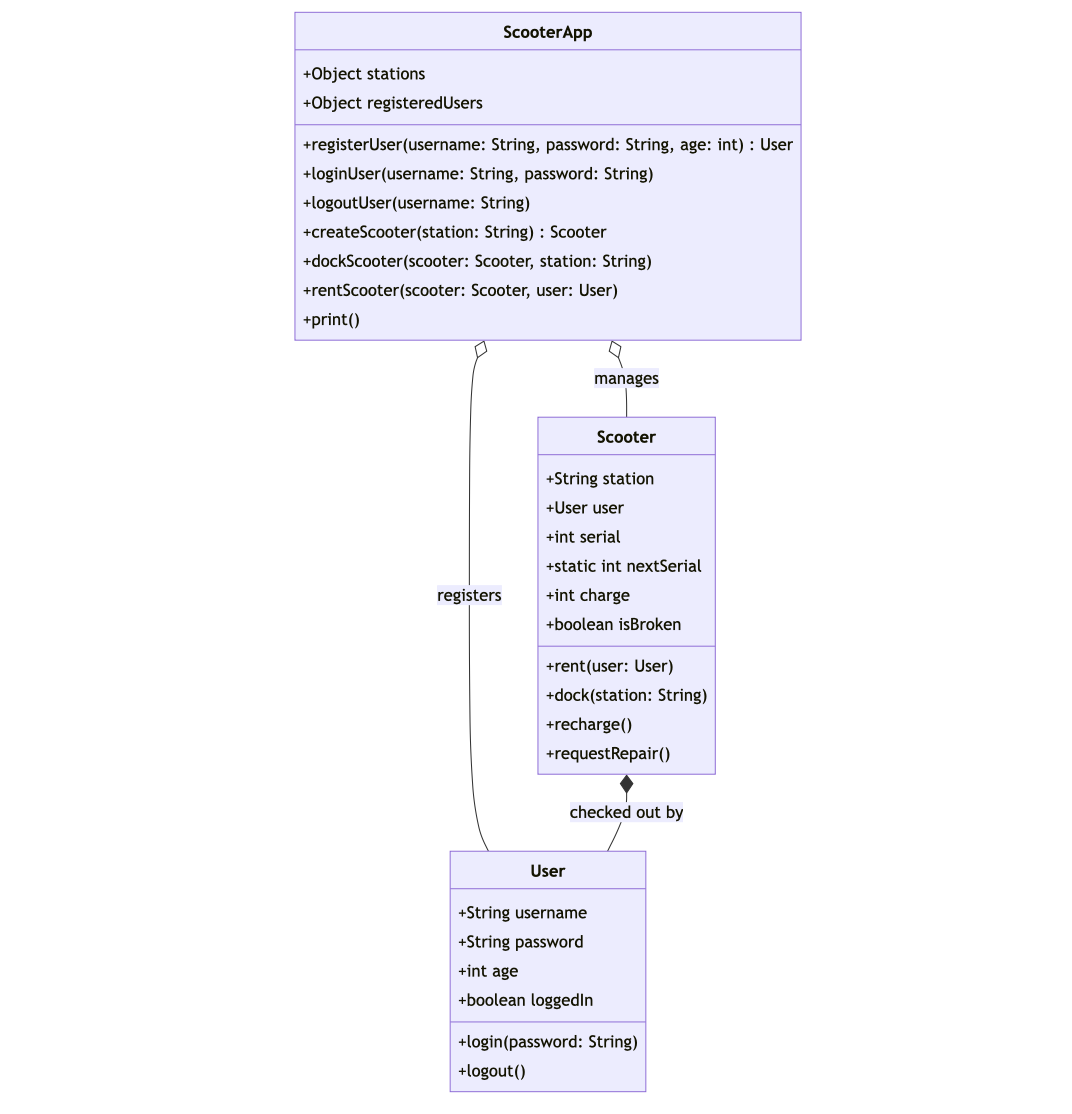 ScooterApp
+Object stations
+Object registeredUsers
+registerUser(username: String, password: String, age: int) : User
+loginUser(username: String, password: String)
+logoutUser(username: String)
+createScooter(station: String) : Scooter
+dockScooter(scooter: Scooter, station: String)
+rentScooter(scooter: Scooter, user: User)
+print()
manages
Scooter
+String station
+User user
+int serial
+static int nextSerial
+int charge
+boolean isBroken
+rent(user: User)
+dock(station: String)
+recharge()
+requestRepair()
registers
checked out by
User
+String username
+String password
+int age
+boolean loggedIn
+login(password: String)
+logout()